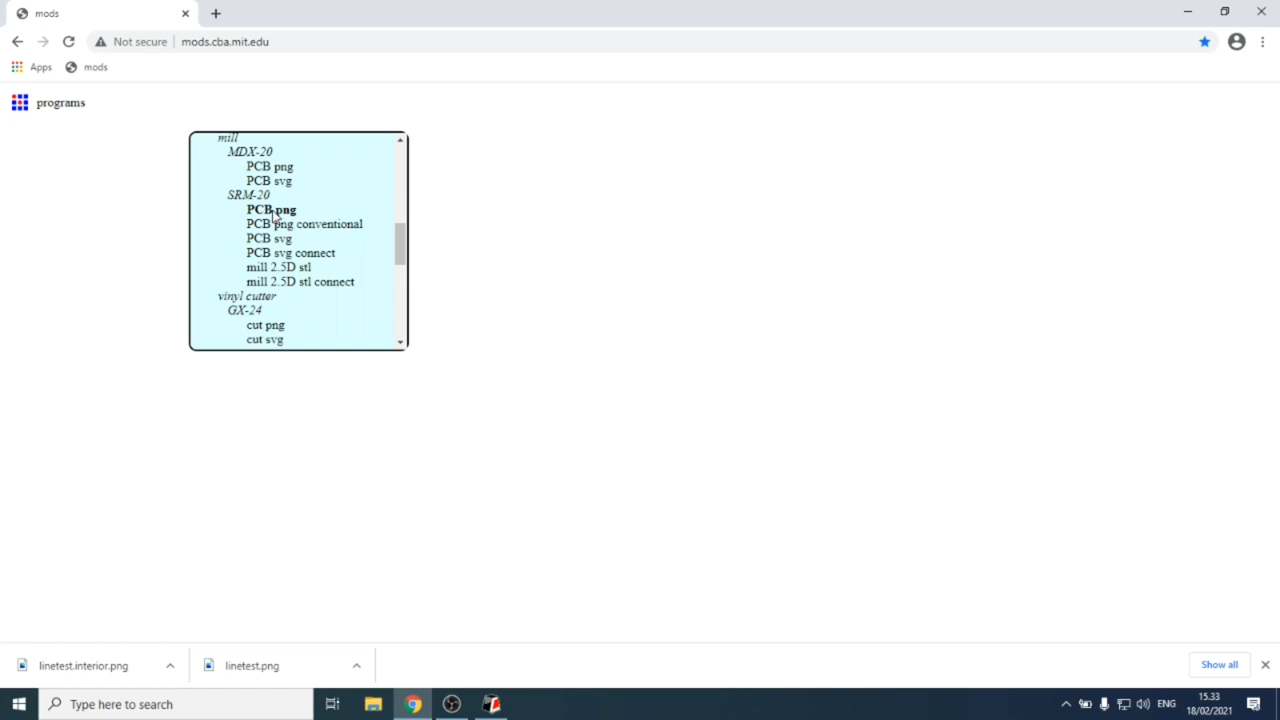 mods
Not secure mods.cba.mit.edu
Apps mods
programs
mill
MDX-20
PCB png
PCB svg
SRM-20
PCB png
PCB png conventional
PCB svg
PCB svg connect
mill 2.5D stl
mill 2.5D stl connect
vinyl cutter
GX-24
cut png
cut svg
linetest.interior.png linetest.png Show all
Type here to search ENG 15.33
18/02/2021